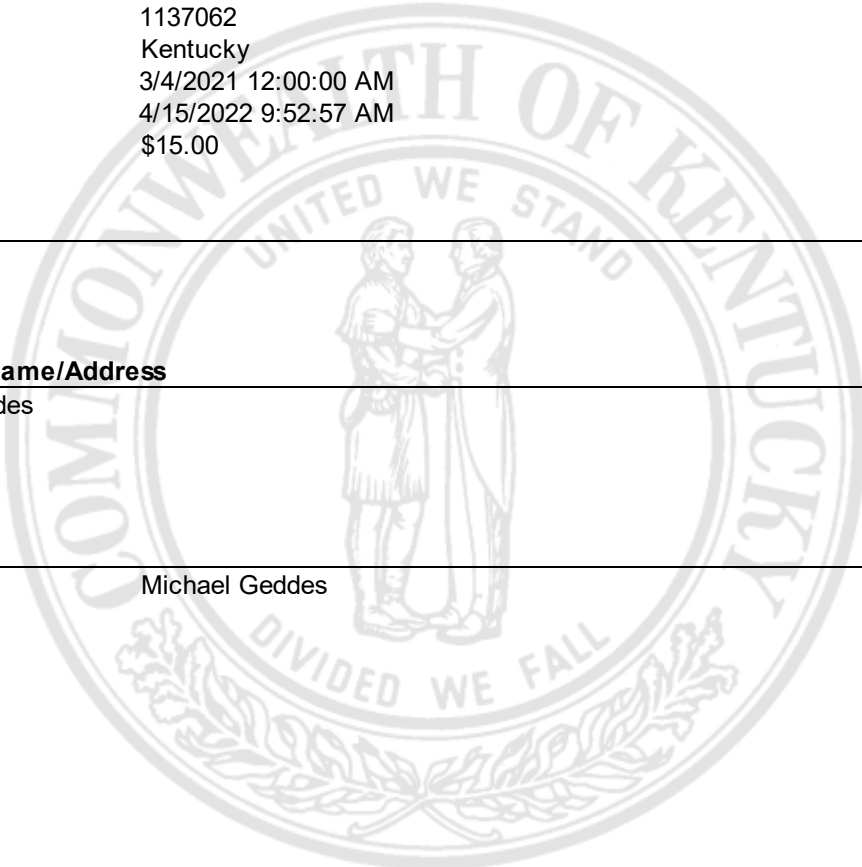 1137062
Kentucky
3/4/2021 12:00:00 AM
4/15/2022 9:52:57 AM
$15.00
COMMONWEALTH OF KENTUCKY
UNITED WE STAND
ame/Address
des
Michael Geddes
DIVIDED WE FALL